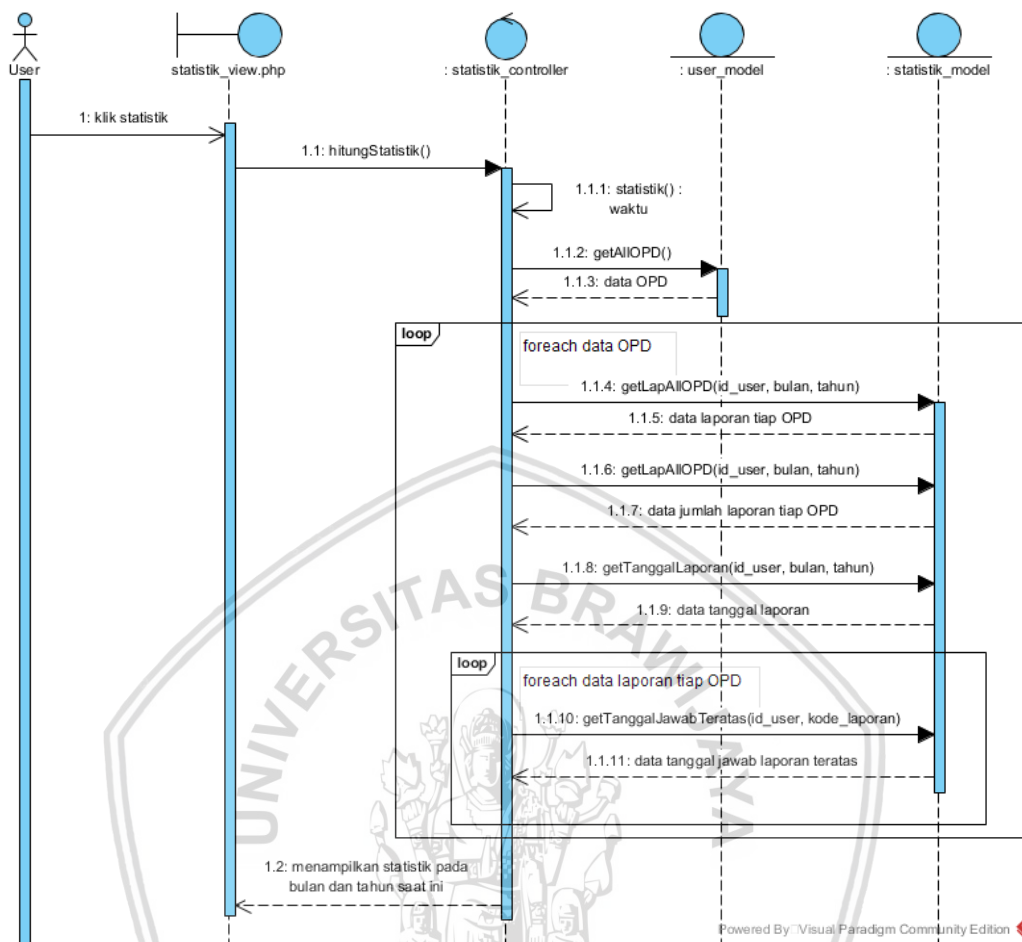 User
statistik_view.php
: statistik_controller
: user_model
: statistik_model
1: klik statistik
1.1: hitungStatistik()
1.1.1: statistik() :
waktu
1.1.2: getAllOPD()
1.1.3: data OPD
loop
foreach data OPD
1.1.4: getLapAllOPD(id_user, bulan, tahun)
1.1.5: data laporan tiap OPD
1.1.6: getLapAllOPD(id_user, bulan, tahun)
1.1.7: data jumlah laporan tiap OPD
1.1.8: getTanggalLaporan(id_user, bulan, tahun)
1.1.9: data tanggal laporan
loop
foreach data laporan tiap OPD
1.1.10: getTanggalJawabTeratas(id_user, kode_laporan)
1.1.11: data tanggal jawab laporan teratas
1.2: menampilkan statistik pada
bulan dan tahun saat ini
UNIVERSITAS BRAWIJAYA
Powered By Visual Paradigm Community Edition